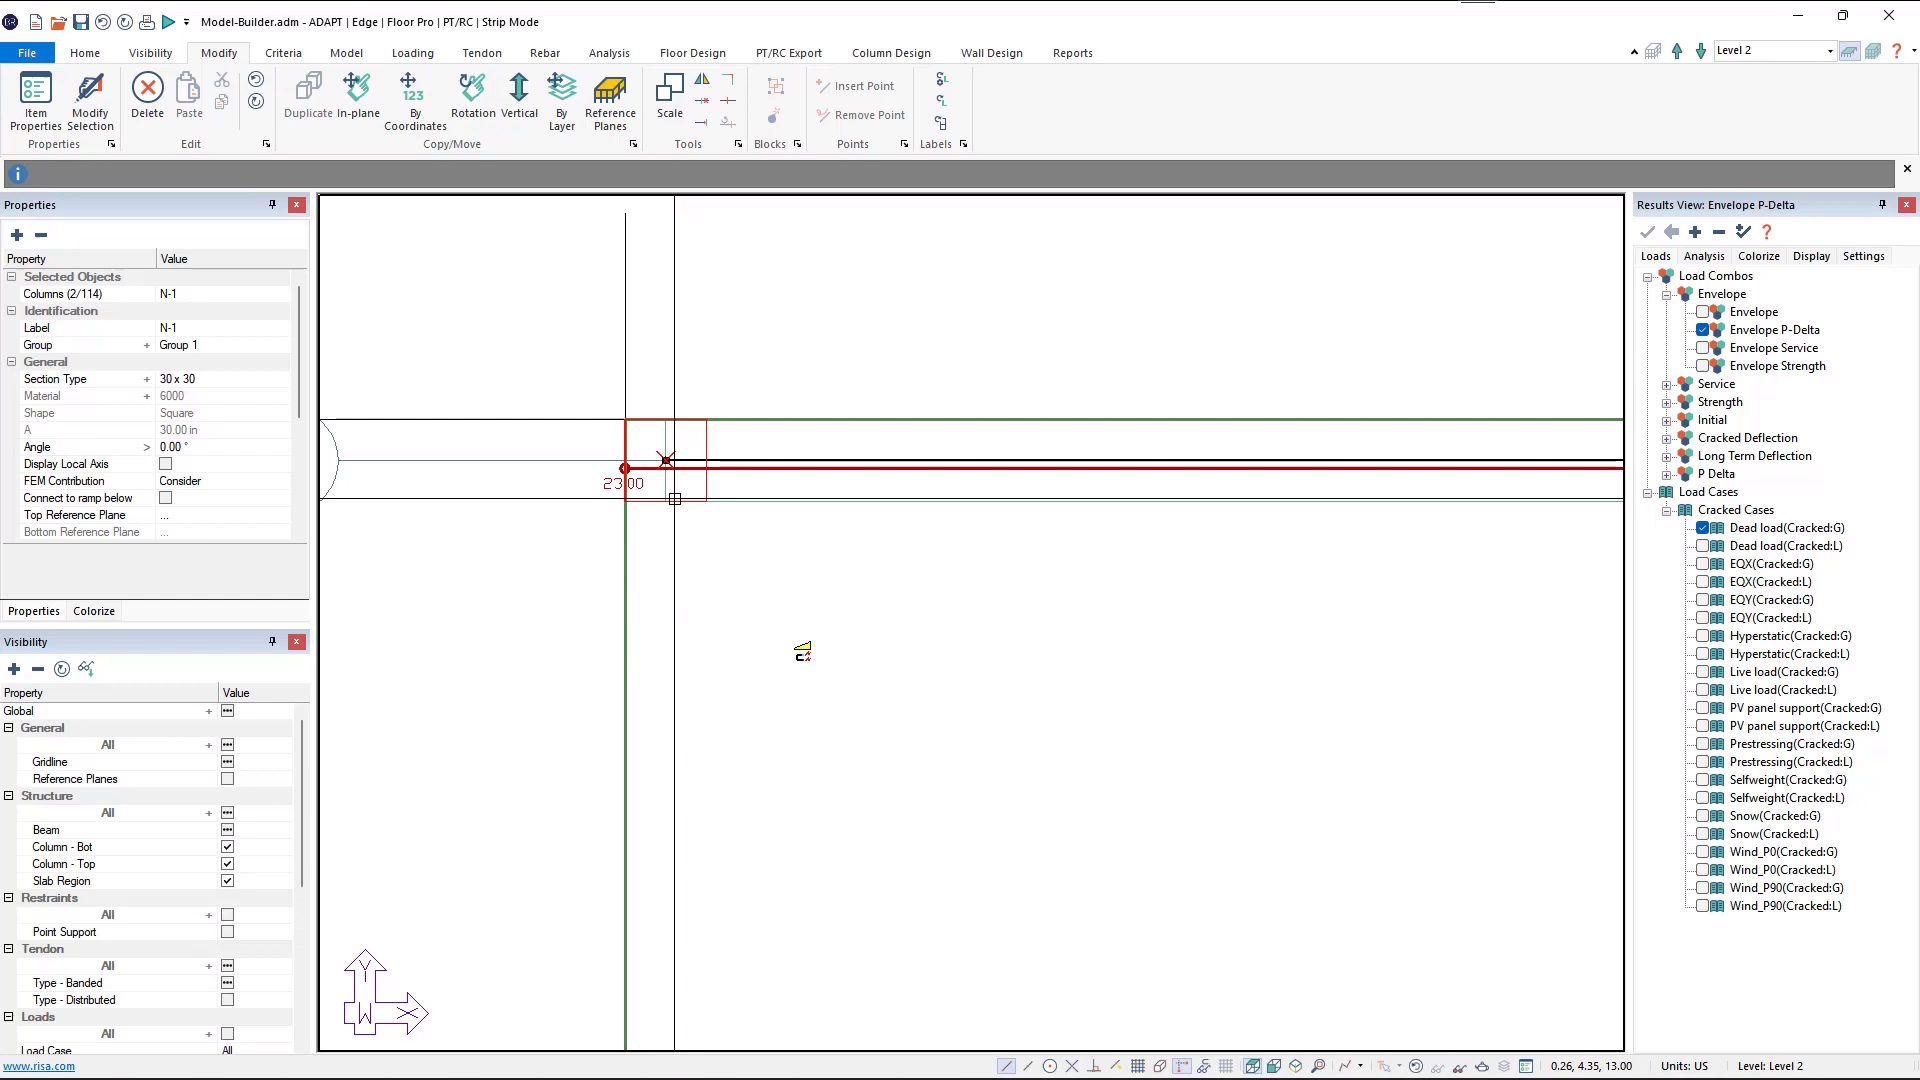 Model-Builder.adm - ADAPT | Edge | Floor Pro | PT/RC | Strip Mode
File Home Visibility Modify Criteria Model Loading Tendon Rebar Analysis Floor Design PT/RC Export Column Design Wall Design Reports
Level 2
Item Properties
Modify Selection
Delete
Paste
Duplicate
In-plane
123
By Coordinates
Rotation
Vertical
By Layer
Reference Planes
Scale
Insert Point
Remove Point
Properties Edit Copy/Move Tools Blocks Points Labels
Properties
Property Value
Selected Objects
Columns (2/114) N-1
Identification
Label N-1
Group + Group 1
General
Section Type + 30 x 30
Material + 6000
Shape Square
A 30.00 in
Angle > 0.00 °
Display Local Axis
FEM Contribution Consider
Connect to ramp below
Top Reference Plane ...
Bottom Reference Plane ...
Properties Colorize
Visibility
Property Value
Global +
General
All +
Gridline
Reference Planes
Structure
All +
Beam
Column - Bot
Column - Top
Slab Region
Restraints
All +
Point Support
Tendon
All +
Type - Banded
Type - Distributed
Loads
All +
Load Case All
23.00
Y
W X
Results View: Envelope P-Delta
Loads Analysis Colorize Display Settings
Load Combos
Envelope
Envelope
Envelope P-Delta
Envelope Service
Envelope Strength
Service
Strength
Initial
Cracked Deflection
Long Term Deflection
P Delta
Load Cases
Cracked Cases
Dead load(Cracked:G)
Dead load(Cracked:L)
EQX(Cracked:G)
EQX(Cracked:L)
EQY(Cracked:G)
EQY(Cracked:L)
Hyperstatic(Cracked:G)
Hyperstatic(Cracked:L)
Live load(Cracked:G)
Live load(Cracked:L)
PV panel support(Cracked:G)
PV panel support(Cracked:L)
Prestressing(Cracked:G)
Prestressing(Cracked:L)
Selfweight(Cracked:G)
Selfweight(Cracked:L)
Snow(Cracked:G)
Snow(Cracked:L)
Wind_P0(Cracked:G)
Wind_P0(Cracked:L)
Wind_P90(Cracked:G)
Wind_P90(Cracked:L)
www.risa.com
0.26, 4.35, 13.00 Units: US Level: Level 2